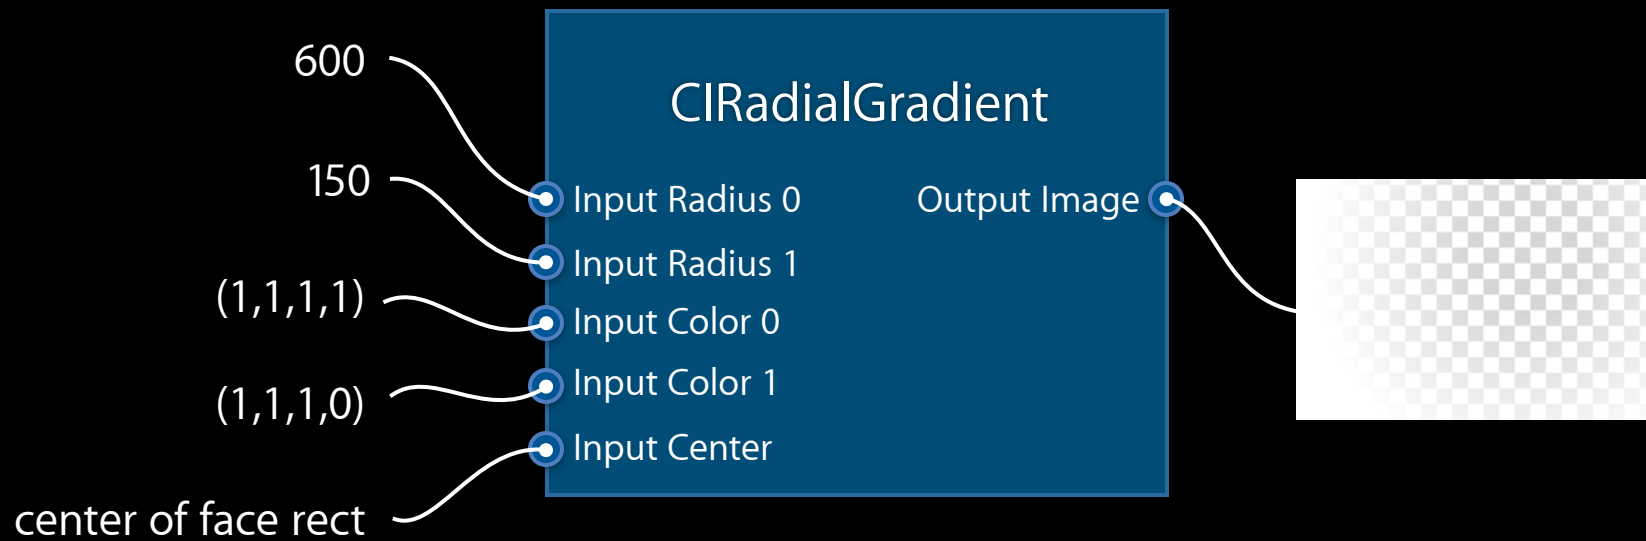 600
CIRadialGradient
150
Input Radius 0
Output Image
Input Radius 1
(1,1,1,1)
Input Color 0
(1,1,1,0)
Input Color 1
Input Center
center of face rect